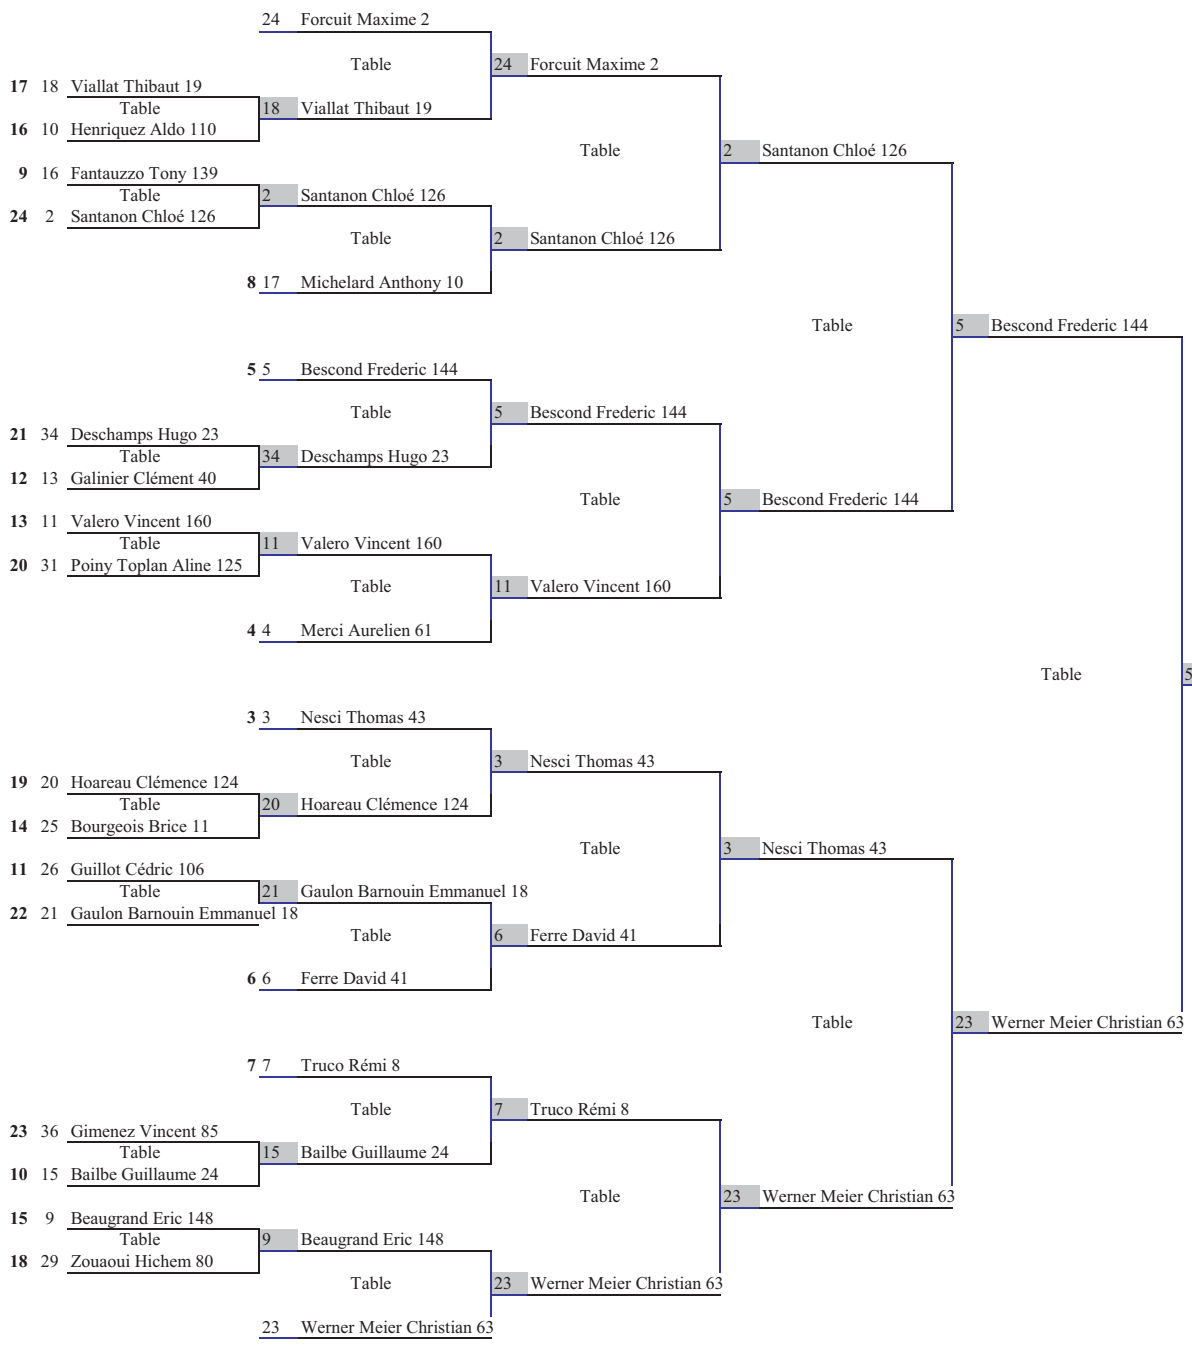 24 Forcuit Maxime 2
Table 24 Forcuit Maxime 2
17 18 Viallat Thibaut 19
Table 18 Viallat Thibaut 19
16 10 Henriquez Aldo 110
Table 2 Santanon Chloé 126
9 16 Fantauzzo Tony 139
Table 2 Santanon Chloé 126
24 2 Santanon Chloé 126
Table 2 Santanon Chloé 126
8 17 Michelard Anthony 10
Table 5 Bescond Frederic 144
5 5 Bescond Frederic 144
Table 5 Bescond Frederic 144
21 34 Deschamps Hugo 23
Table 34 Deschamps Hugo 23
12 13 Galinier Clément 40
Table 5 Bescond Frederic 144
13 11 Valero Vincent 160
Table 11 Valero Vincent 160
20 31 Poiny Toplan Aline 125
Table 11 Valero Vincent 160
4 4 Merci Aurelien 61
Table 5
3 3 Nesci Thomas 43
Table 3 Nesci Thomas 43
19 20 Hoareau Clémence 124
Table 20 Hoareau Clémence 124
14 25 Bourgeois Brice 11
Table 3 Nesci Thomas 43
11 26 Guillot Cédric 106
Table 21 Gaulon Barnouin Emmanuel 18
22 21 Gaulon Barnouin Emmanuel 18
Table 6 Ferre David 41
6 6 Ferre David 41
Table 23 Werner Meier Christian 63
7 7 Truco Rémi 8
Table 7 Truco Rémi 8
23 36 Gimenez Vincent 85
Table 15 Bailbe Guillaume 24
10 15 Bailbe Guillaume 24
Table 23 Werner Meier Christian 63
15 9 Beaugrand Eric 148
Table 9 Beaugrand Eric 148
18 29 Zouaoui Hichem 80
Table 23 Werner Meier Christian 63
23 Werner Meier Christian 63